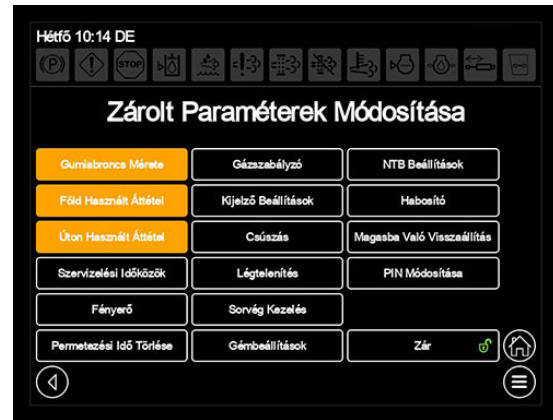 Hétfő 10:14 DE
STOP
Zárolt Paraméterek Módosítása
Gumiabroncs Mérete
Gázszabályzó
NTB Beállítások
Föld Használt Áttétel
Kijelző Beállítások
Habosító
Úton Használt Áttétel
Csúszás
Magasba Való Visszaállítás
Szervizelési Időközök
Légtelenítés
PIN Módosítása
Fényerő
Sorvég Kezelés
Permetezési Idő Törlése
Gémbeállítások
Zár